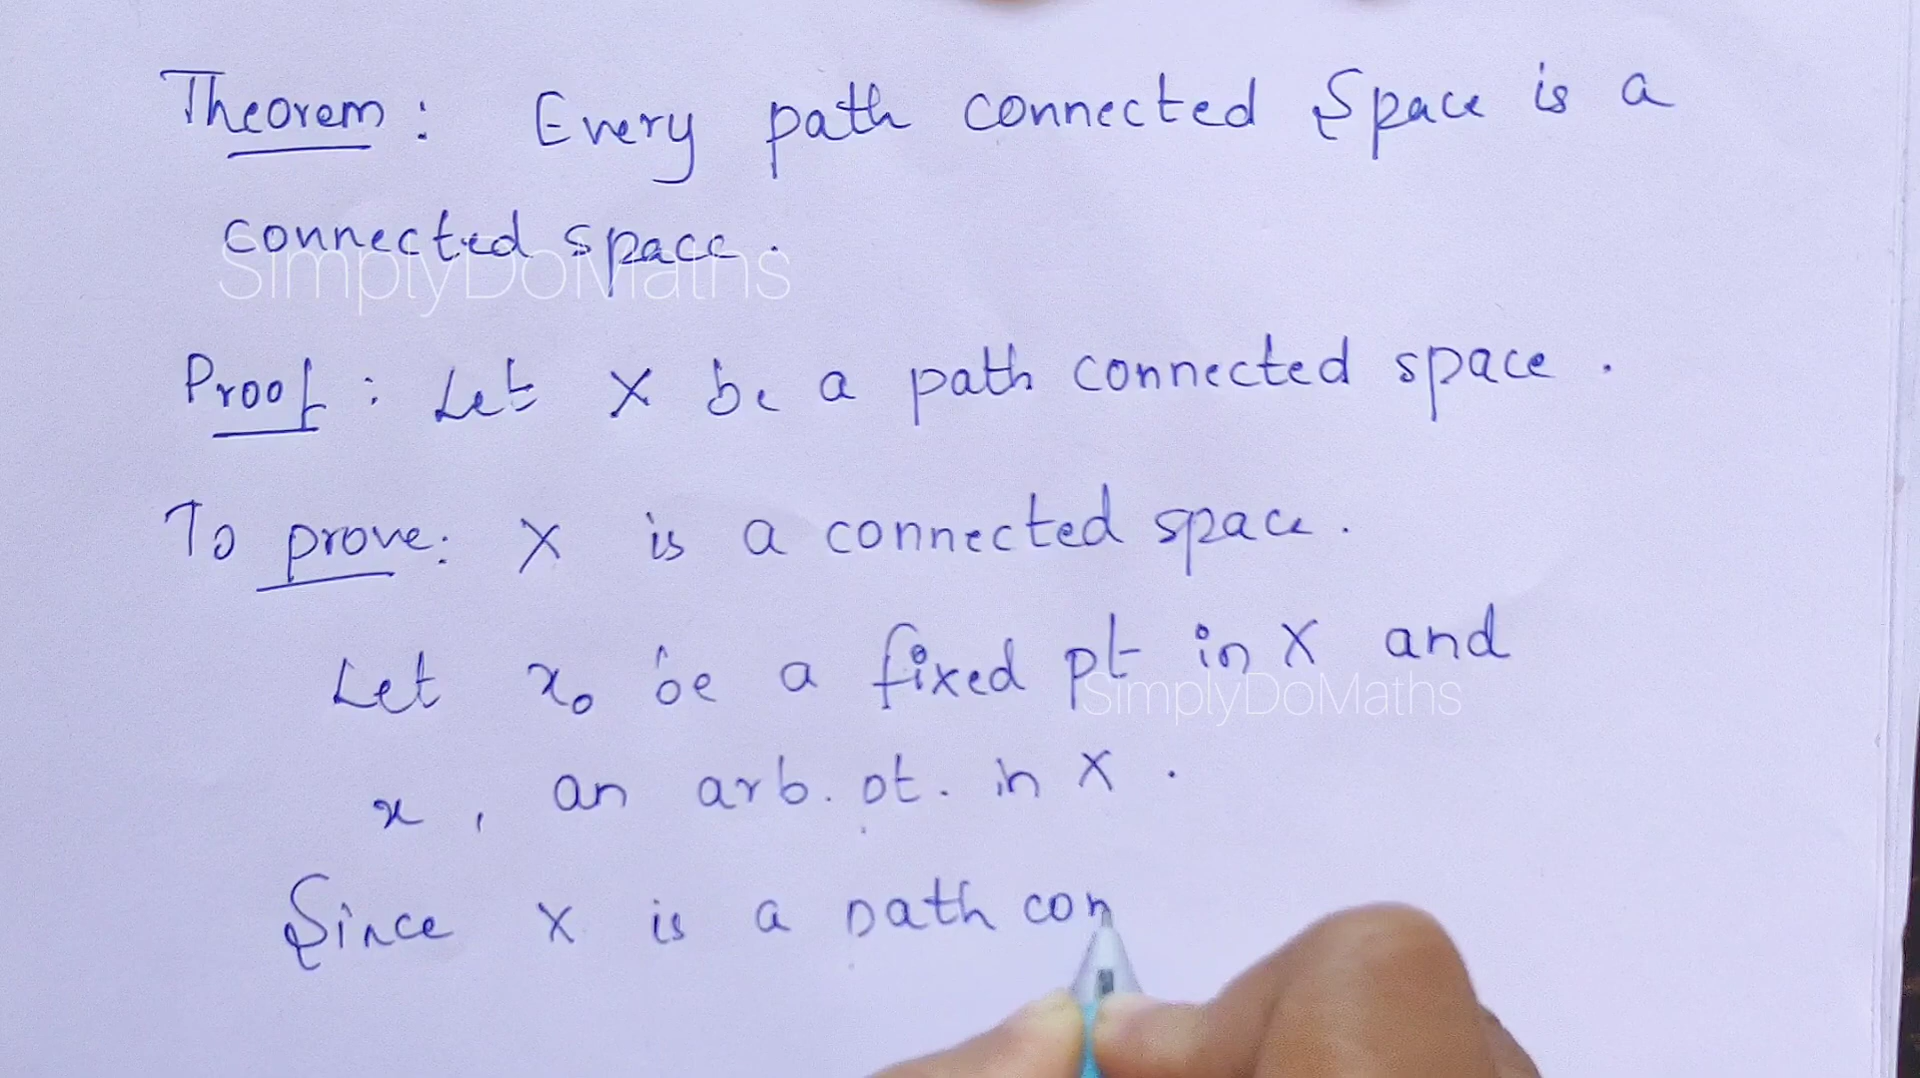 Theorem: Every path connected Space is a
connected space.
SimplyDoMaths
Proof: Let X be a path connected space.
To prove: X is a connected space.
Let x₀ be a fixed pt in X and
SimplyDoMaths
x, an arb. pt. in X.
Since X is a path con